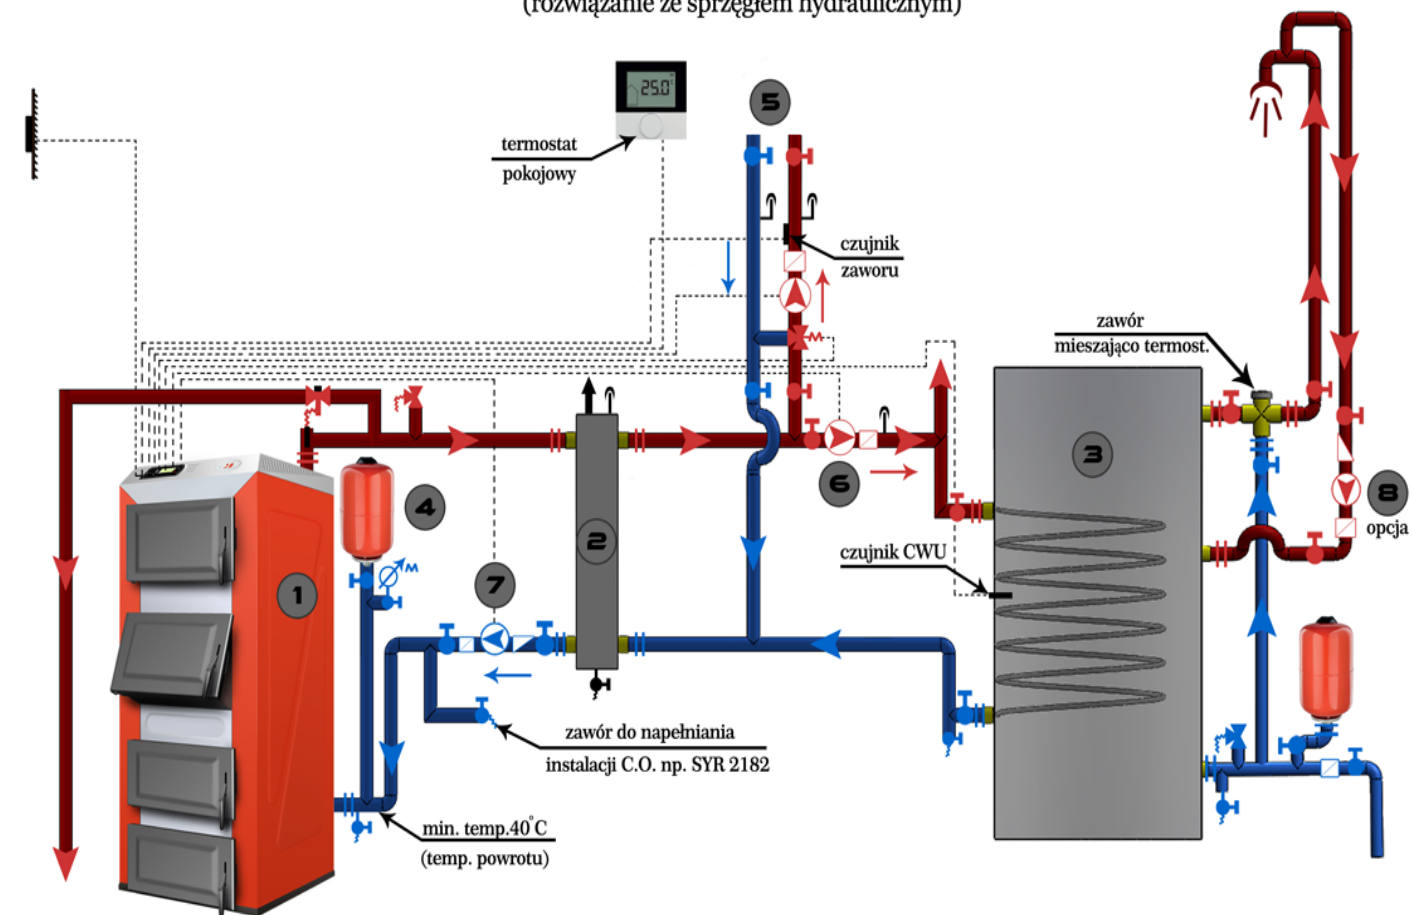 (rozwiązanie ze sprzęgłem hydraulicznym)
25.0
5
termostat
pokojowy
czujnik
zaworu
zawór
mieszająco termost.
3
6
4
8
opcja
2
czujnik CWU
7
1
zawór do napełniania
instalacji C.O. np. SYR 2182
min. temp.40°C
(temp. powrotu)
M
M